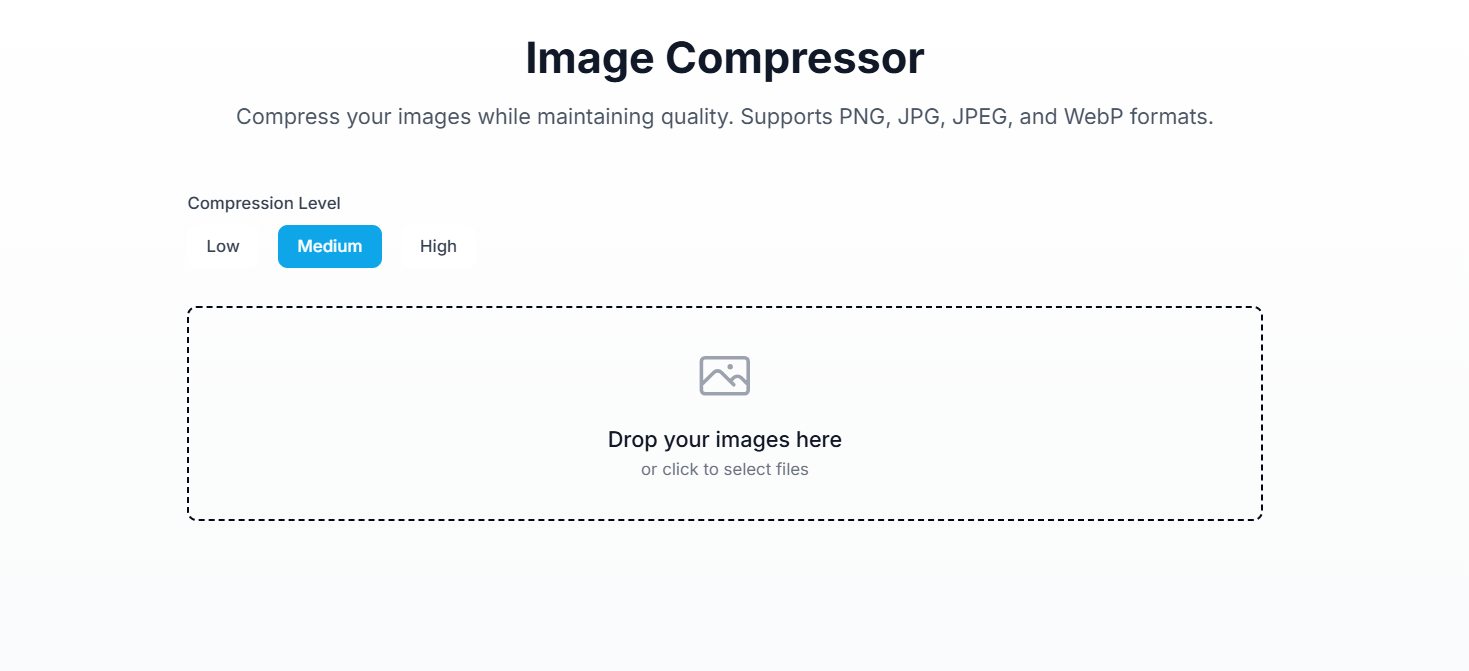 Image Compressor
Compress your images while maintaining quality. Supports PNG, JPG, JPEG, and WebP formats.
Compression Level
Low Medium High
Drop your images here
or click to select files